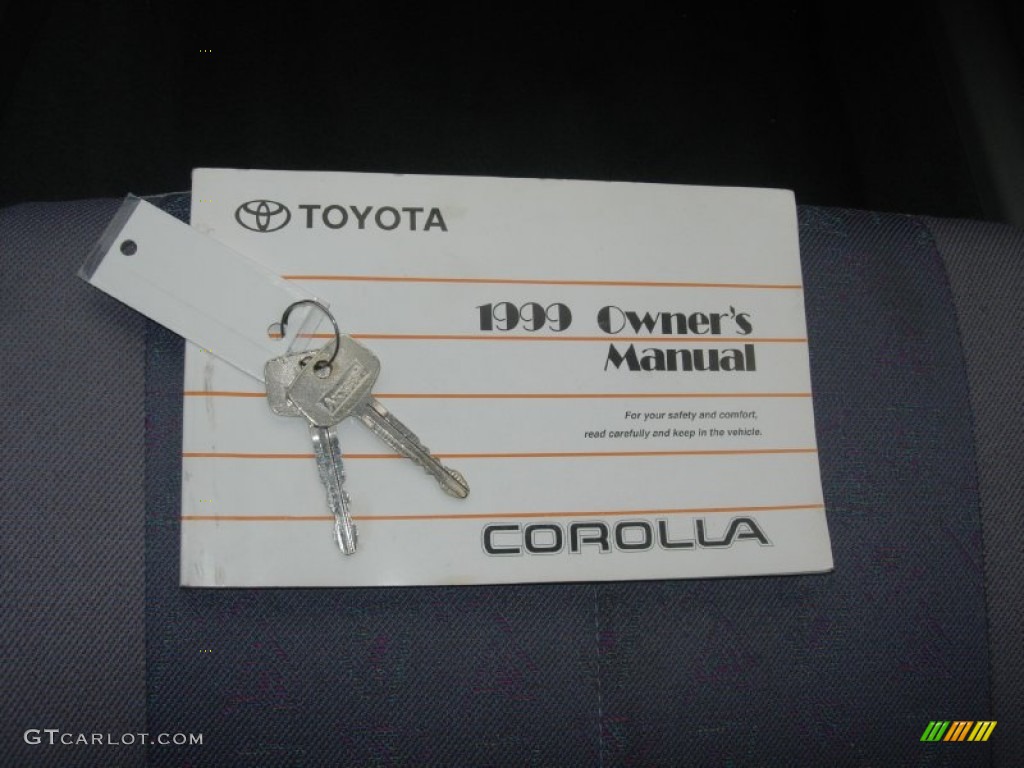 TOYOTA
1999 Owner's
Manual
For your safety and comfort,
read carefully and keep in the vehicle.
COROLLA
GTCARLOT.COM